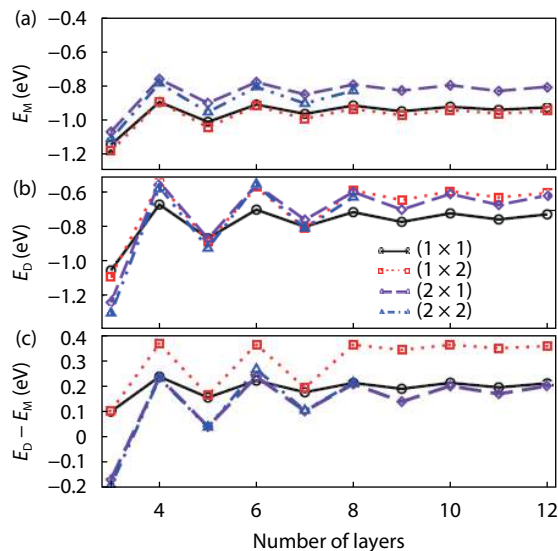 (a)
−0.4
−0.6
−0.8
−1.0
−1.2
E_M (eV)
(b)
−0.6
−0.8
−1.0
−1.2
E_D (eV)
(1 × 1)
(1 × 2)
(2 × 1)
(2 × 2)
(c)
0.4
0.3
0.2
0.1
0
0.1
0.2
E_D − E_M (eV)
4 6 8 10 12
Number of layers